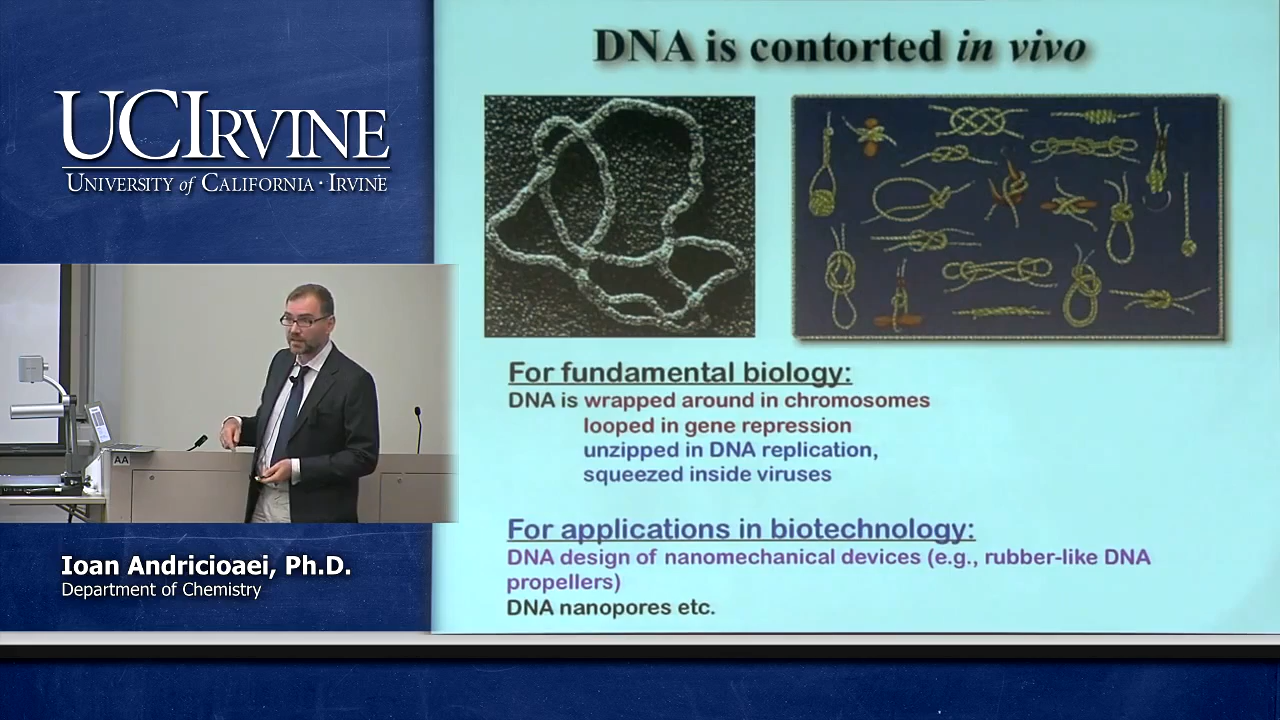 UCIRVINE
UNIVERSITY of CALIFORNIA · IRVINE
AA
Ioan Andricioaei, Ph.D.
Department of Chemistry
DNA is contorted in vivo
For fundamental biology:
DNA is wrapped around in chromosomes
looped in gene repression
unzipped in DNA replication,
squeezed inside viruses
For applications in biotechnology:
DNA design of nanomechanical devices (e.g., rubber-like DNA
propellers)
DNA nanopores etc.